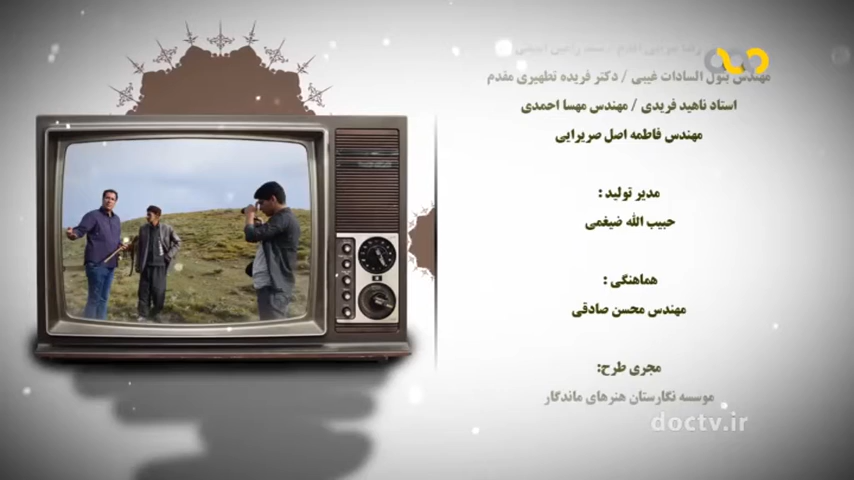 مهندس بتول السادات غیبی / دکتر فریده تطهیری مقدم
استاد ناهید فریدی / مهندس مهسا احمدی
مهندس فاطمه اصل صریرایی
مدیر تولید :
حبیب الله ضیغمی
هماهنگی :
مهندس محسن صادقی
مجری طرح:
موسسه نگارستان هنرهای ماندگار
doctv.ir